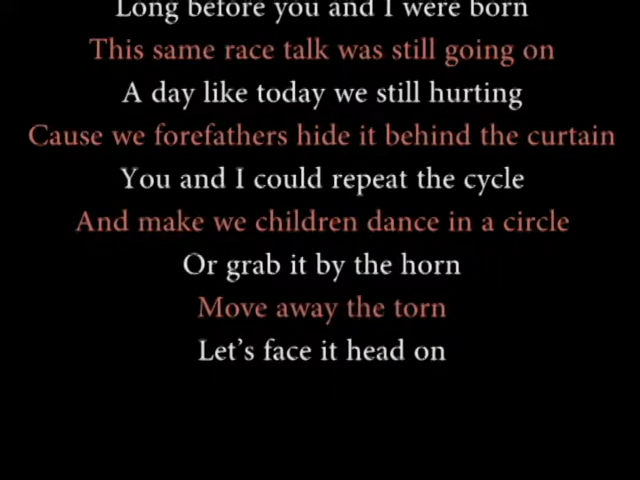 Long before you and I were born
This same race talk was still going on
A day like today we still hurting
Cause we forefathers hide it behind the curtain
You and I could repeat the cycle
And make we children dance in a circle
Or grab it by the horn
Move away the torn
Let's face it head on